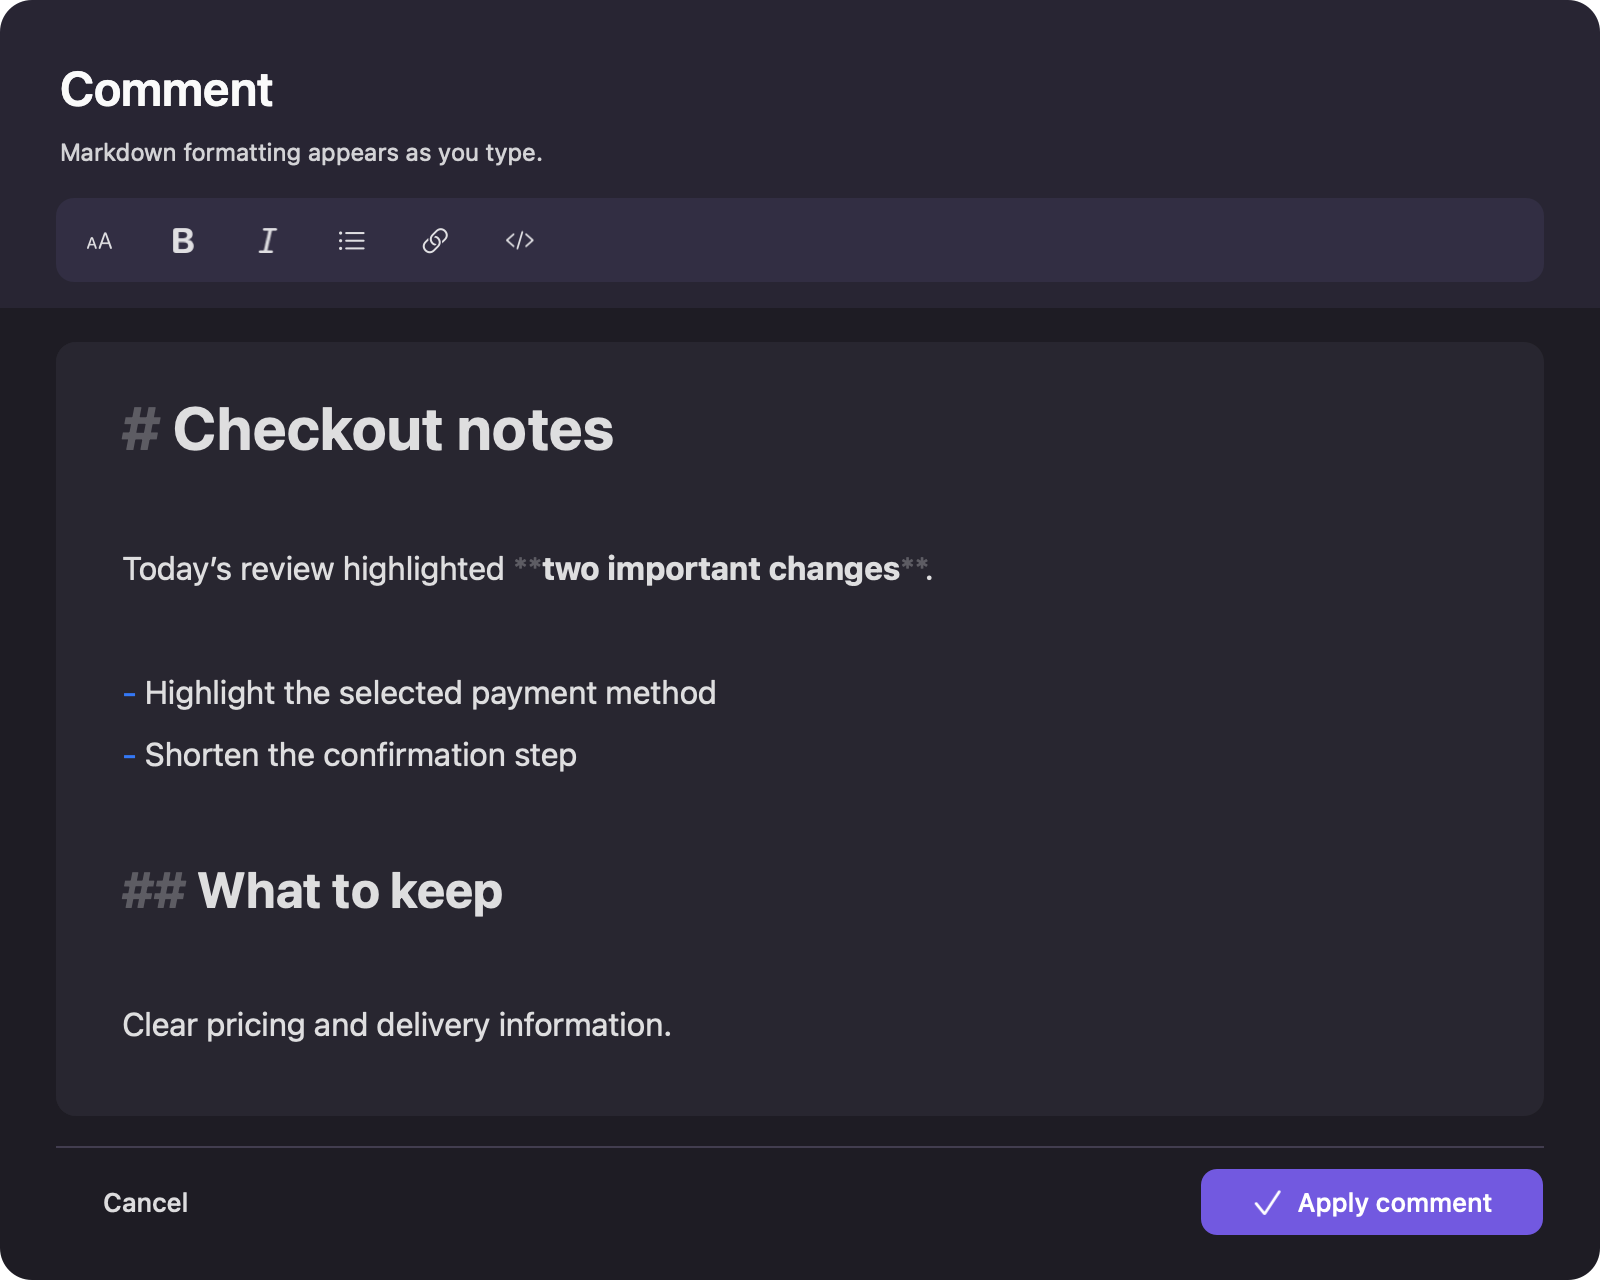 Comment
Markdown formatting appears as you type.
AA B I </>
# Checkout notes
Today’s review highlighted **two important changes**.
- Highlight the selected payment method
- Shorten the confirmation step
## What to keep
Clear pricing and delivery information.
Cancel
Apply comment